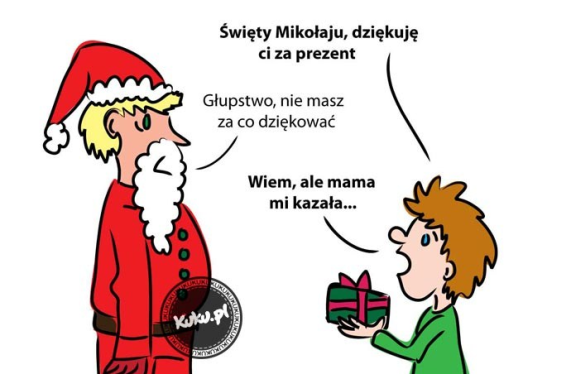 Święty Mikołaju, dziękuję
ci za prezent
Głupstwo, nie masz
za co dziękować
Wiem, ale mama
mi kazała...
kuku.pl